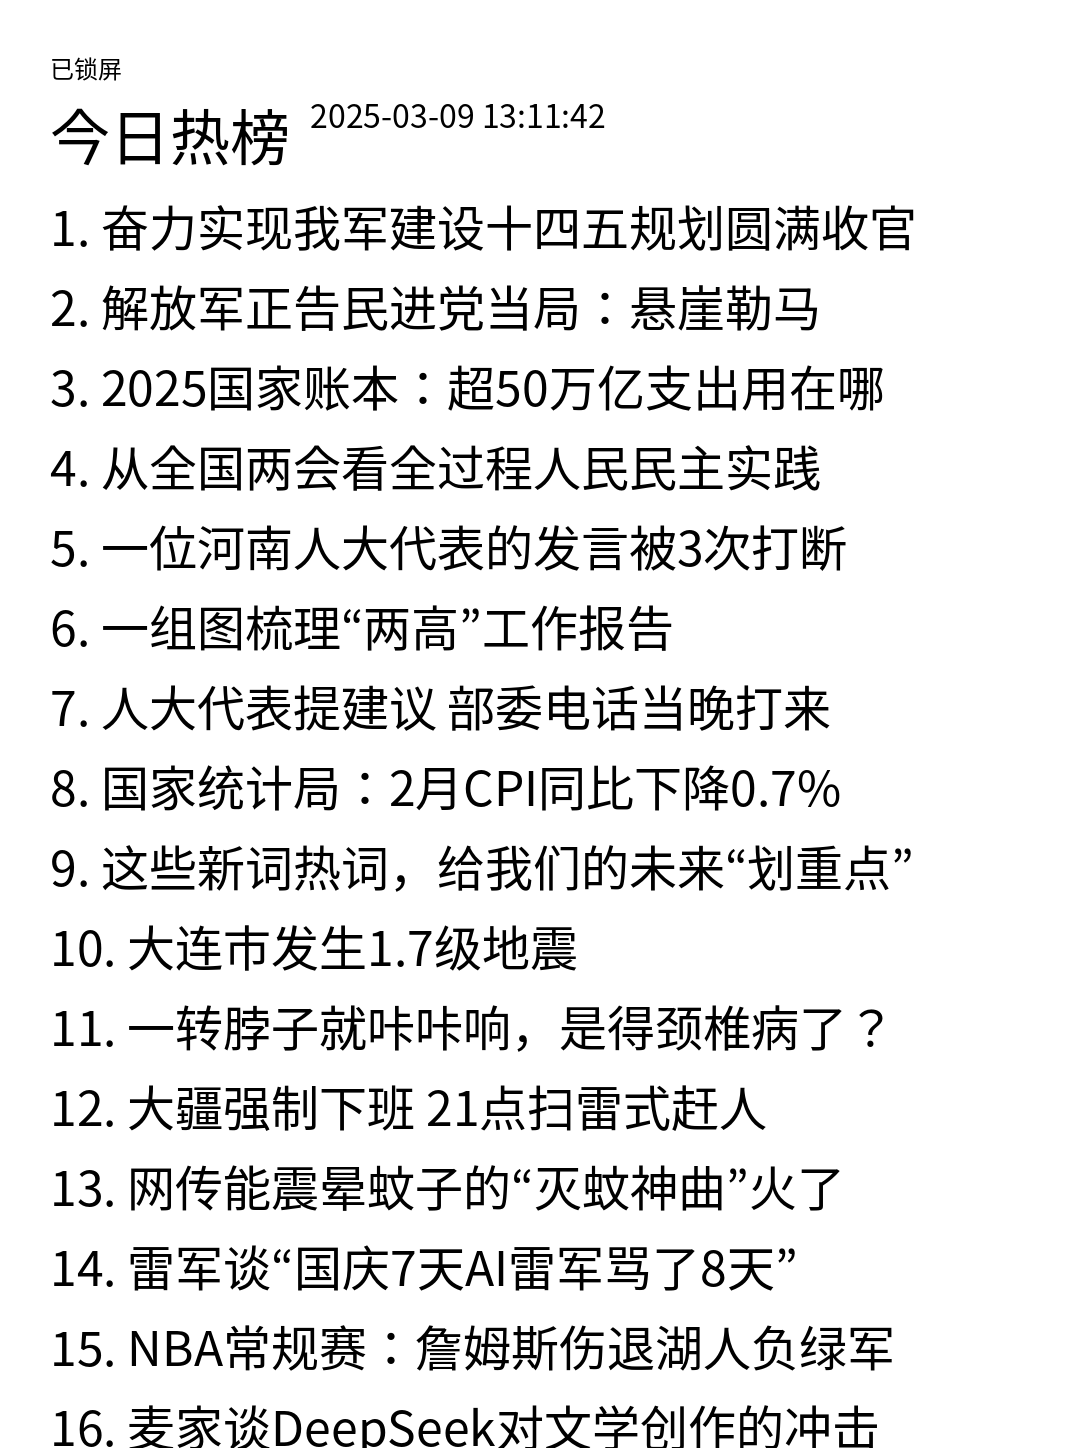 已锁屏
今日热榜 2025-03-09 13:11:42
1. 奋力实现我军建设十四五规划圆满收官
2. 解放军正告民进党当局：悬崖勒马
3. 2025国家账本：超50万亿支出用在哪
4. 从全国两会看全过程人民民主实践
5. 一位河南人大代表的发言被3次打断
6. 一组图梳理“两高”工作报告
7. 人大代表提建议 部委电话当晚打来
8. 国家统计局：2月CPI同比下降0.7%
9. 这些新词热词，给我们的未来“划重点”
10. 大连市发生1.7级地震
11. 一转脖子就咔咔响，是得颈椎病了？
12. 大疆强制下班 21点扫雷式赶人
13. 网传能震晕蚊子的“灭蚊神曲”火了
14. 雷军谈“国庆7天AI雷军骂了8天”
15. NBA常规赛：詹姆斯伤退湖人负绿军
16. 麦家谈DeepSeek对文学创作的冲击